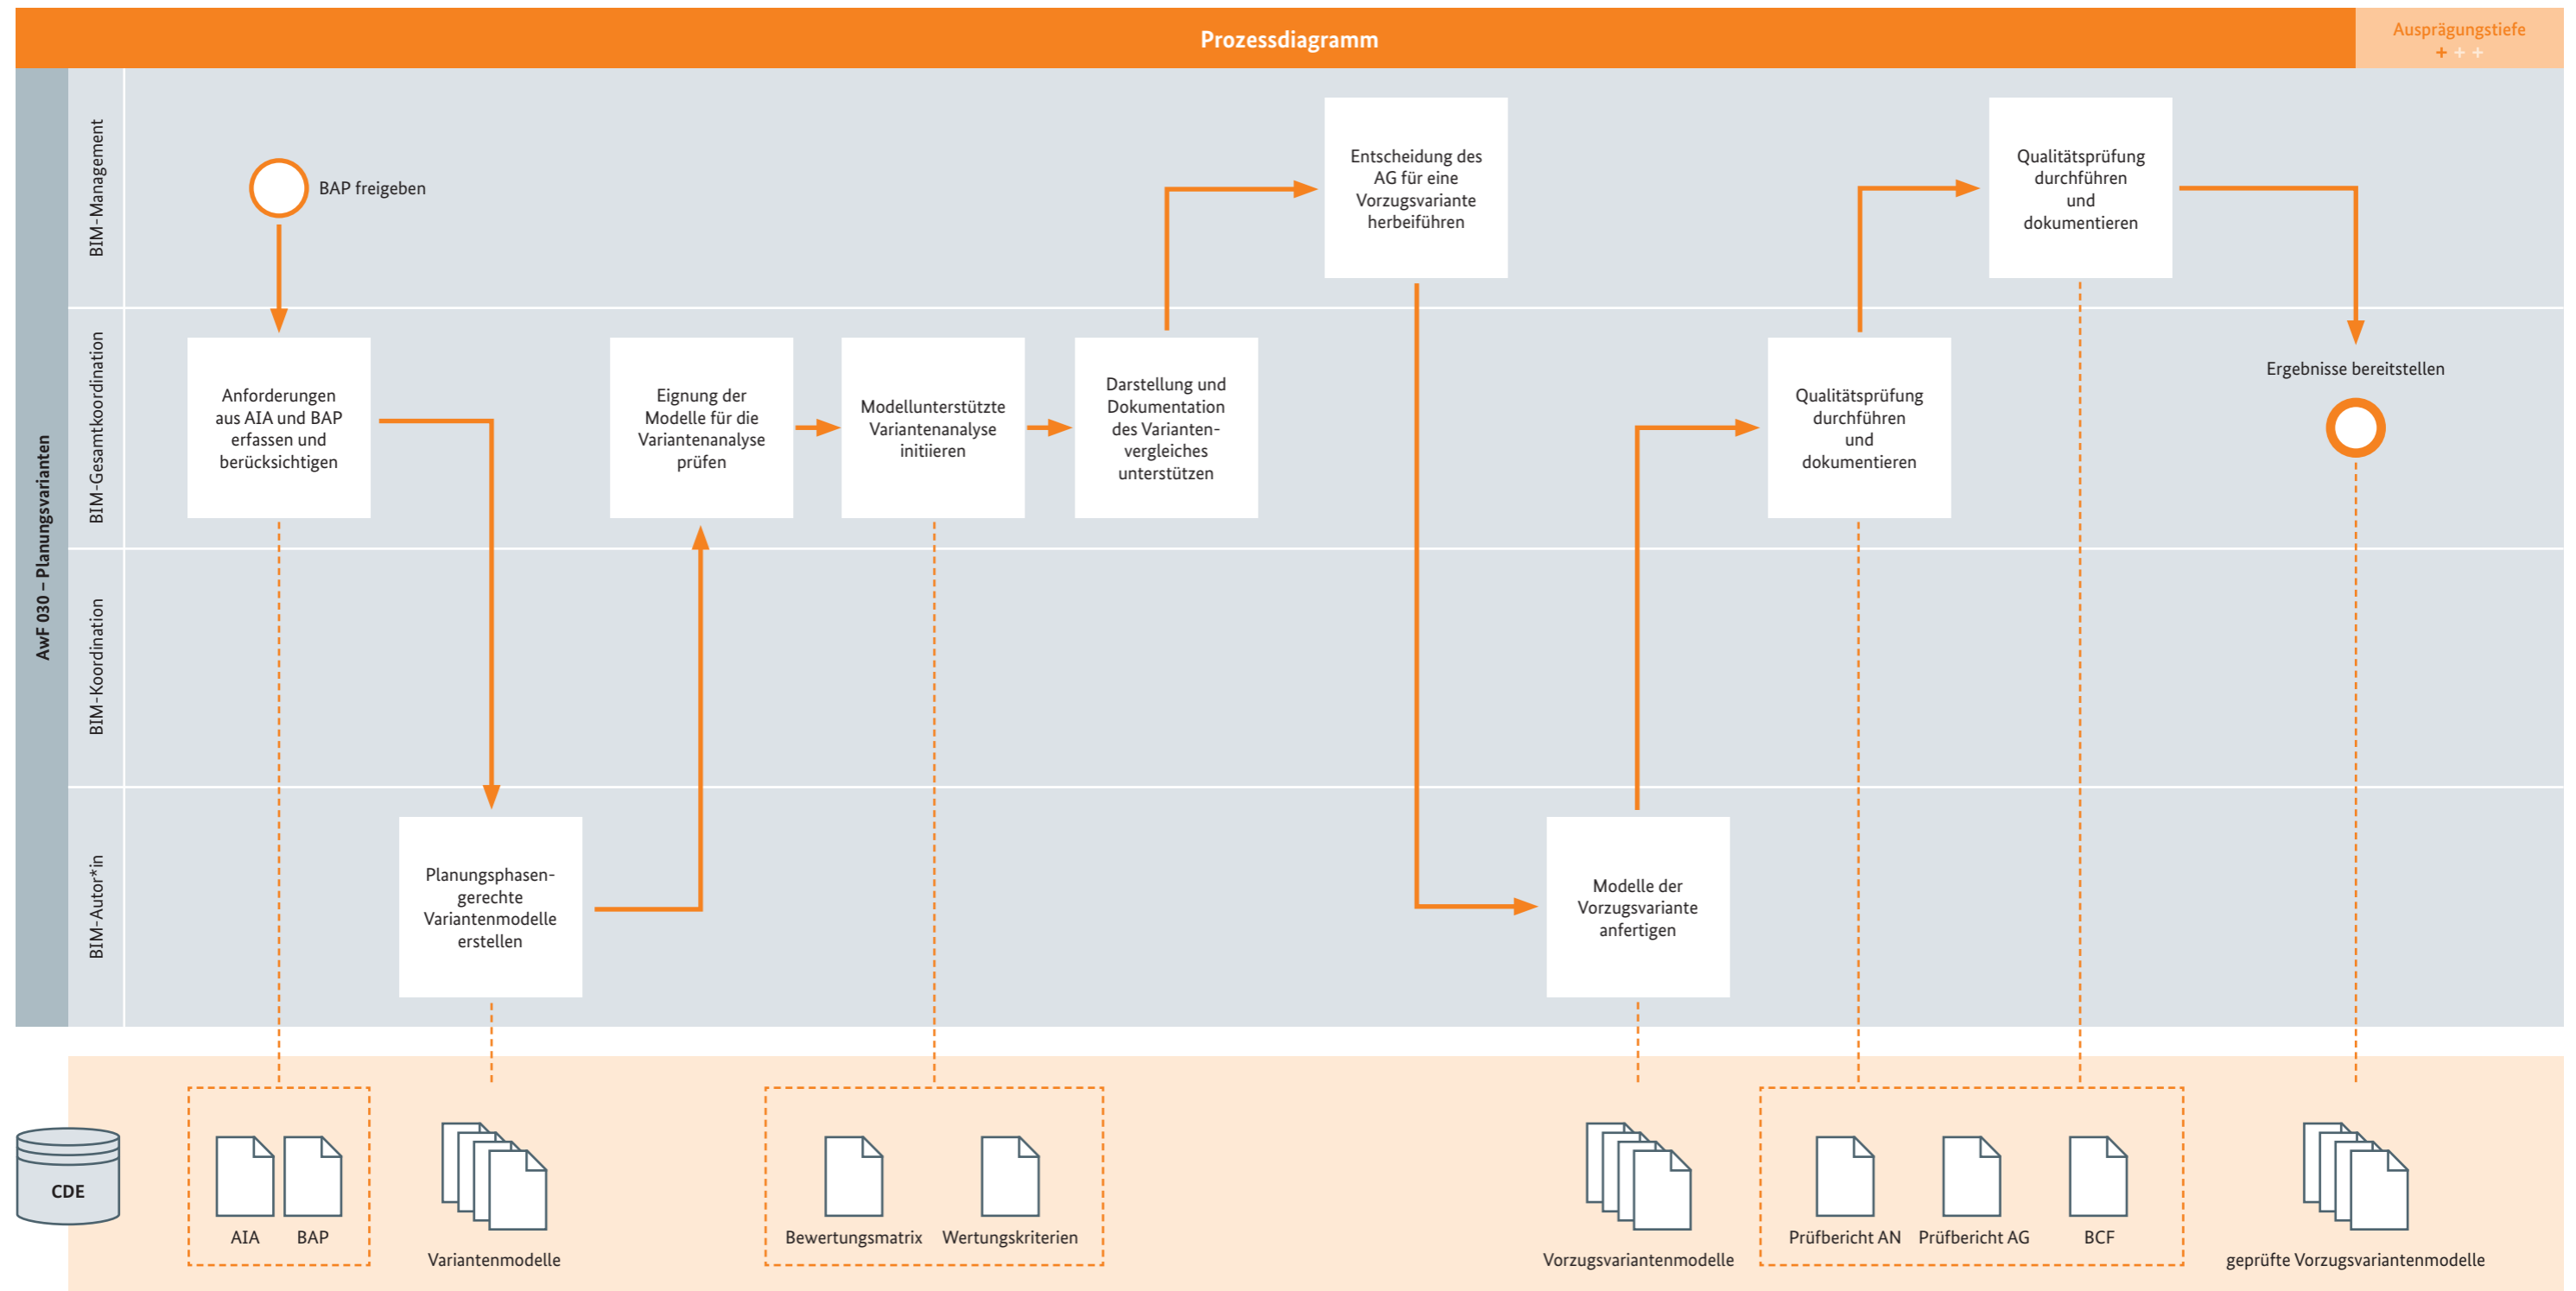 Prozessdiagramm
Ausprägungstiefe
+ + +
AwF 030 – Planungsvarianten
BIM-Management
BAP freigeben
Entscheidung des
AG für eine
Vorzugsvariante
herbeiführen
Qualitätsprüfung
durchführen
und
dokumentieren
BIM-Gesamtkoordination
Anforderungen
aus AIA und BAP
erfassen und
berücksichtigen
Eignung der
Modelle für die
Variantenanalyse
prüfen
Modellunterstützte
Variantenanalyse
initiieren
Darstellung und
Dokumentation
des Varianten-
vergleiches
unterstützen
Qualitätsprüfung
durchführen
und
dokumentieren
Ergebnisse bereitstellen
BIM-Koordination
BIM-Autor*in
Planungsphasen-
gerechte
Variantenmodelle
erstellen
Modelle der
Vorzugsvariante
anfertigen
CDE
AIA
BAP
Variantenmodelle
Bewertungsmatrix
Wertungskriterien
Vorzugsvariantenmodelle
Prüfbericht AN
Prüfbericht AG
BCF
geprüfte Vorzugsvariantenmodelle